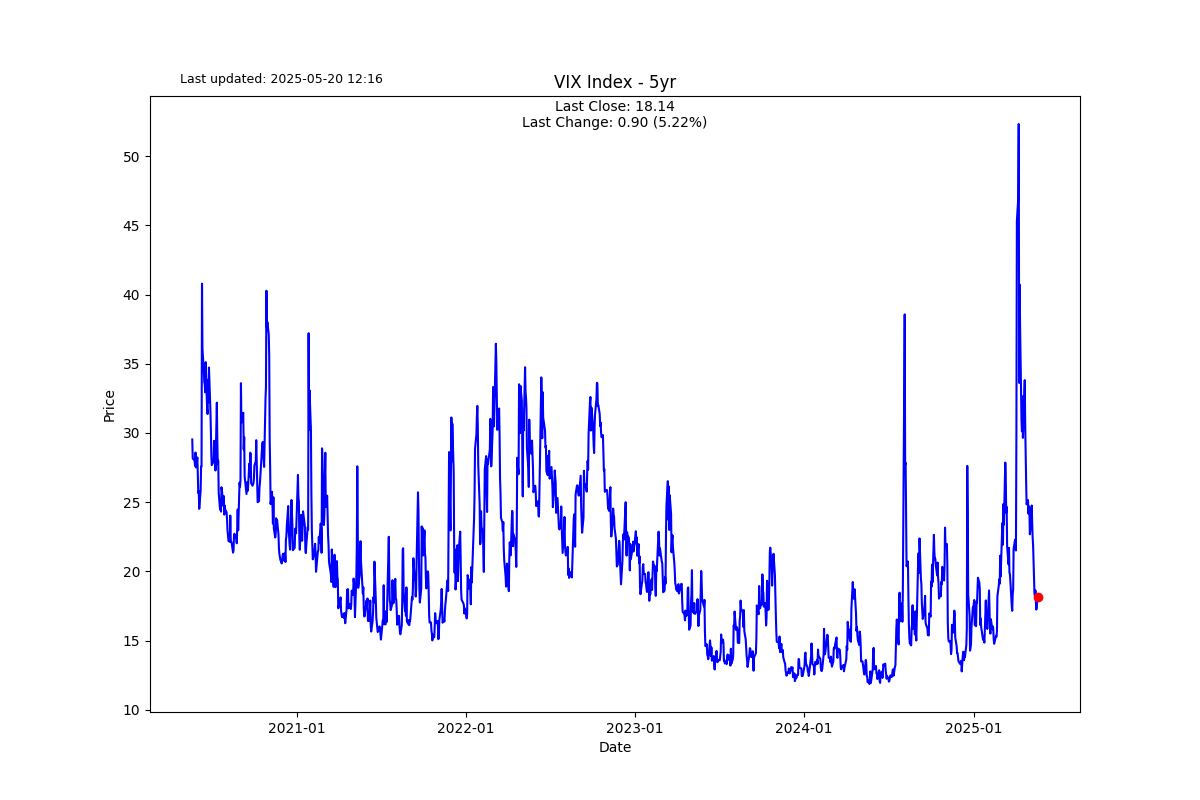 Last updated: 2025-05-20 12:16
VIX Index - 5yr
Last Close: 18.14
Last Change: 0.90 (5.22%)
50
45
40
35
30
25
20
15
10
Price
2021-01
2022-01
2023-01
2024-01
2025-01
Date